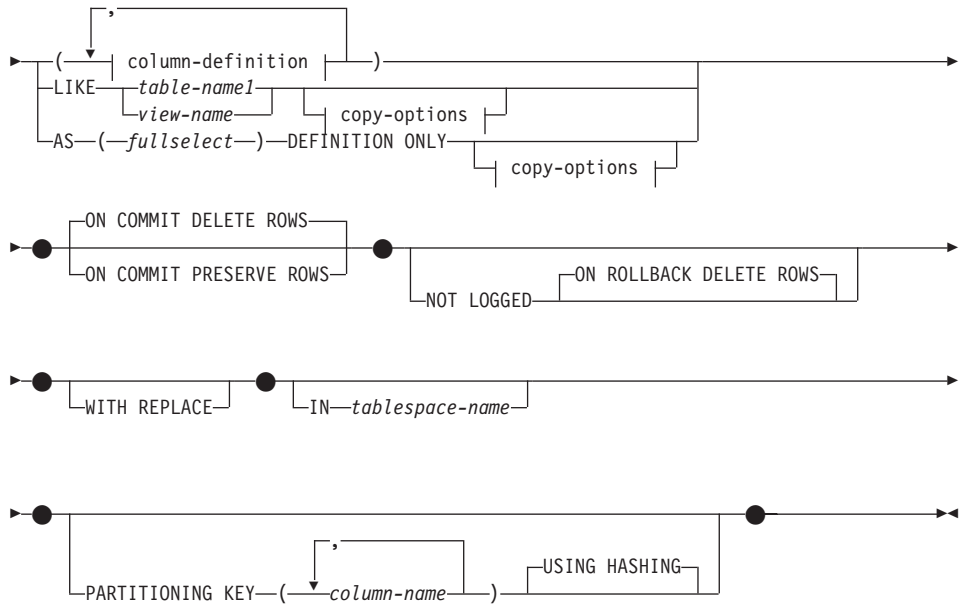 ,
( column-definition )
LIKE table-name1
view-name copy-options
AS ( fullselect ) DEFINITION ONLY
copy-options
ON COMMIT DELETE ROWS
ON COMMIT PRESERVE ROWS
ON ROLLBACK DELETE ROWS
NOT LOGGED
WITH REPLACE
IN tablespace-name
,
USING HASHING
PARTITIONING KEY ( column-name )